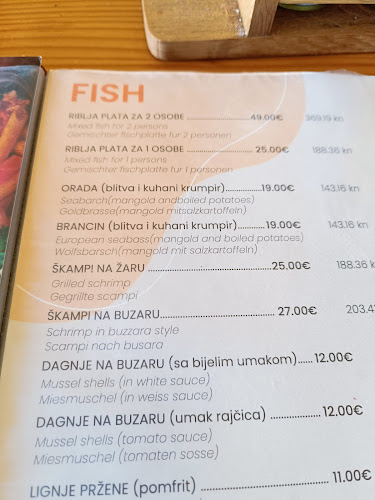 FISH
RIBLJA PLATA ZA 2 OSOBE ............ 49.00€ 369.19 kn
Mixed fish for 2 persons
Gemischter fischplatte fur 2 personen
RIBLJA PLATA ZA 1 OSOBE ............ 25.00€ 188.36 kn
Mixed fish for 1 persons
Gemischter fischplatte fur 1 personen
ORADA (blitva i kuhani krumpir)............19.00€ 143.16 kn
Seabarch(mangold andboiled potatoes)
Goldbrasse(mangold mitsalzkartoffeln)
BRANCIN (blitva i kuhani krumpir)..........19.00€ 143.16 kn
European seabass(mangold and boiled potatoes)
Wolfsbarsch(mangold mit salzkartoffeln)
ŠKAMPI NA ŽARU ............25.00€ 188.36 k
Grilled schrimp
Gegrillte scampi
ŠKAMPI NA BUZARU............ 27.00€ 203.4
Schrimp in buzzara style
Scampi nach busara
DAGNJE NA BUZARU (sa bijelim umakom)..... 12.00€
Mussel shells (in white sauce)
Miesmuschel (in weiss sauce)
DAGNJE NA BUZARU (umak rajčica) ............ 12.00€
Mussel shells (tomato sauce)
Miesmuschel (tomaten sosse)
LIGNJE PRŽENE (pomfrit) ............ 11.00€